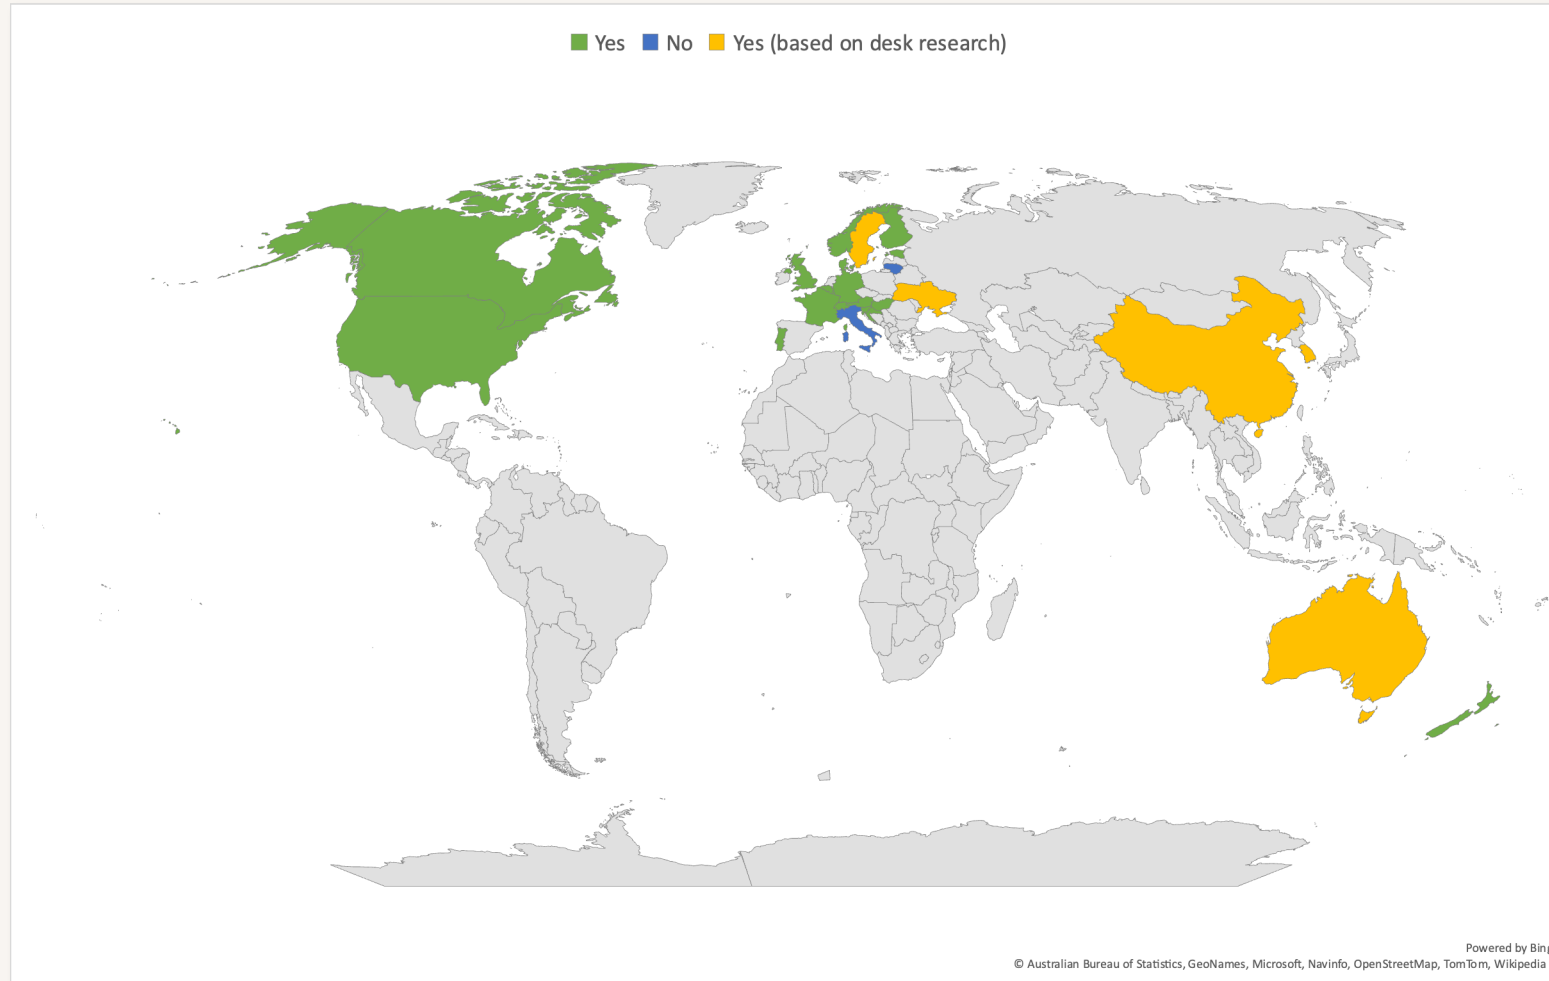 Yes No Yes (based on desk research)
Powered by Bing
© Australian Bureau of Statistics, GeoNames, Microsoft, Navinfo, OpenStreetMap, TomTom, Wikipedia